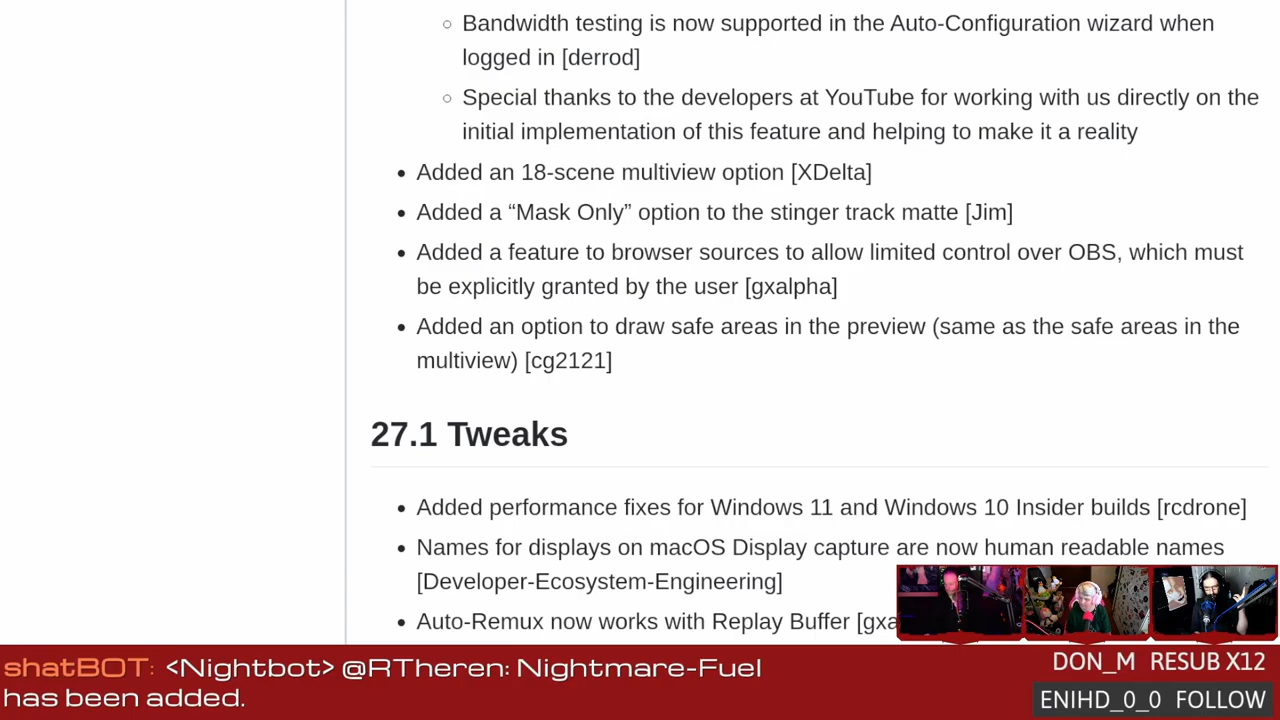 Bandwidth testing is now supported in the Auto-Configuration wizard when
logged in [derrod]
Special thanks to the developers at YouTube for working with us directly on the
initial implementation of this feature and helping to make it a reality
Added an 18-scene multiview option [XDelta]
Added a “Mask Only” option to the stinger track matte [Jim]
Added a feature to browser sources to allow limited control over OBS, which must
be explicitly granted by the user [gxalpha]
Added an option to draw safe areas in the preview (same as the safe areas in the
multiview) [cg2121]
27.1 Tweaks
Added performance fixes for Windows 11 and Windows 10 Insider builds [rcdrone]
Names for displays on macOS Display capture are now human readable names
[Developer-Ecosystem-Engineering]
Auto-Remux now works with Replay Buffer [gxa
shatBOT: <Nightbot> @RTheren: Nightmare-Fuel
has been added.
DON_M RESUB X12
ENIHD_0_0 FOLLOW